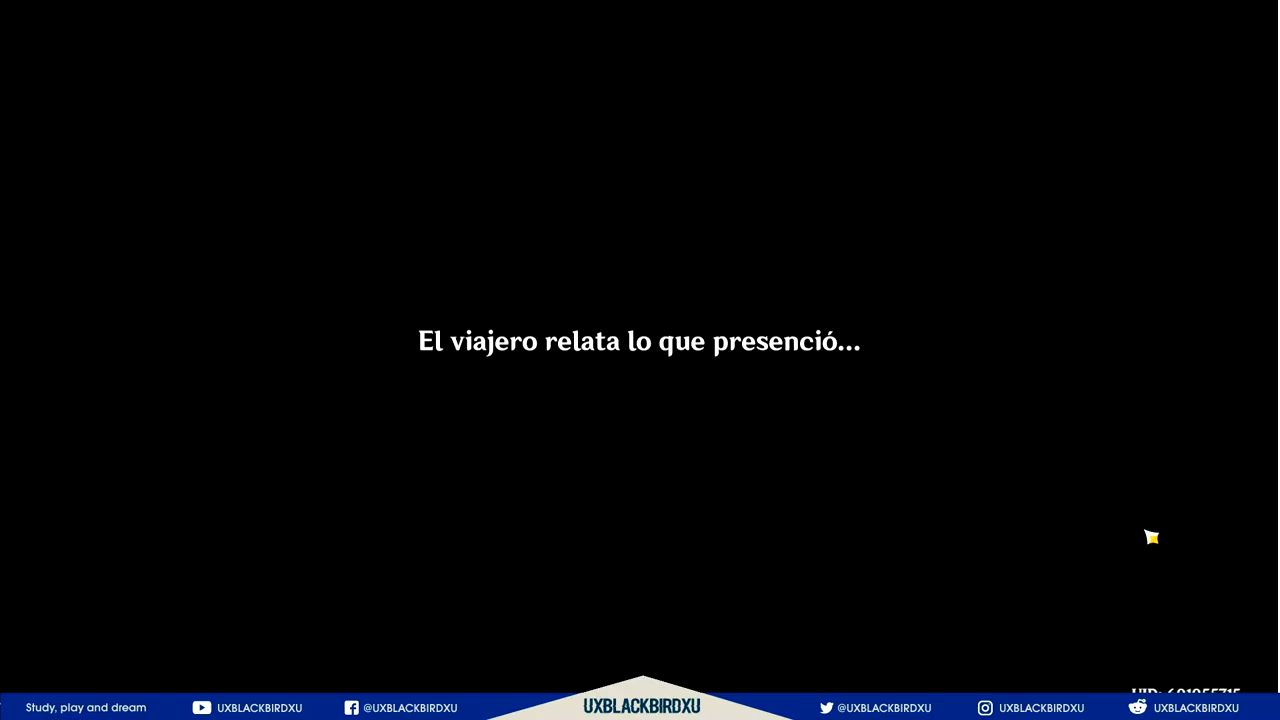 El viajero relata lo que presenció...
Study, play and dream
UXBLACKBIRDXU
@UXBLACKBIRDXU
UXBLACKBIRDXU
@UXBLACKBIRDXU
UXBLACKBIRDXU
UXBLACKBIRDXU